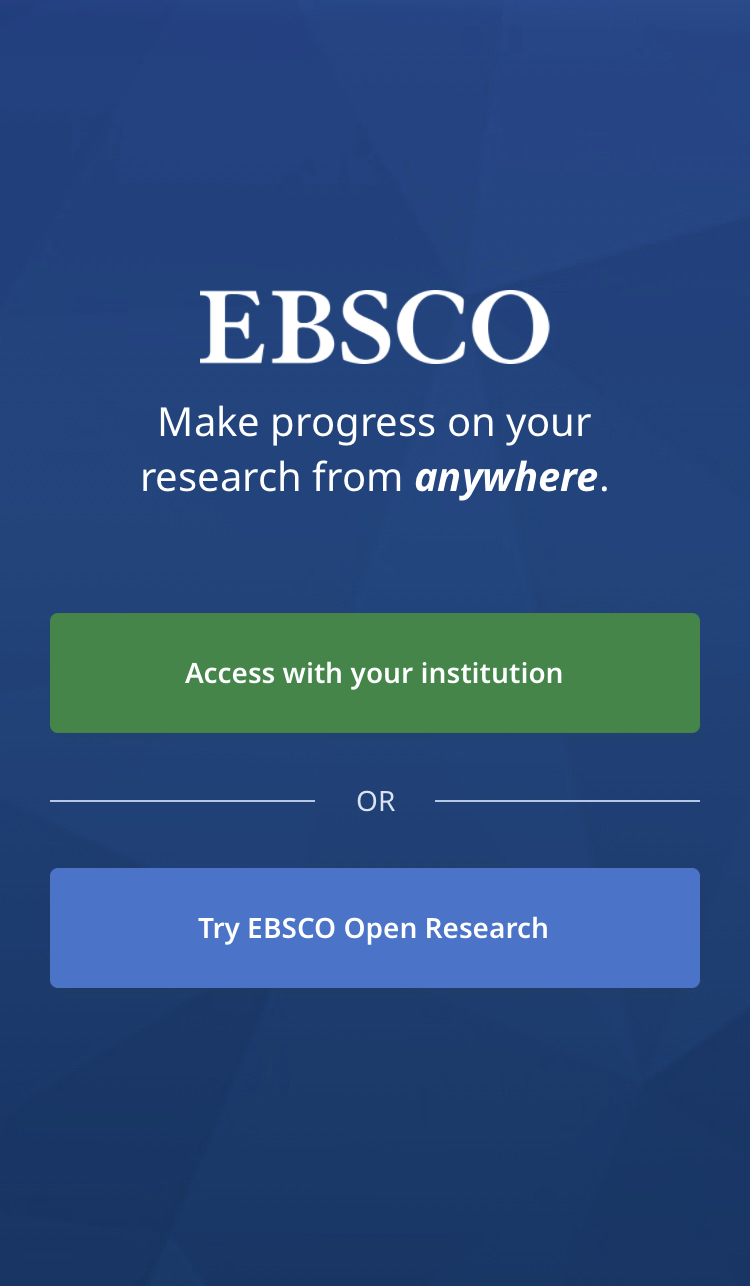 EBSCO
Make progress on your
research from anywhere.
Access with your institution
OR
Try EBSCO Open Research